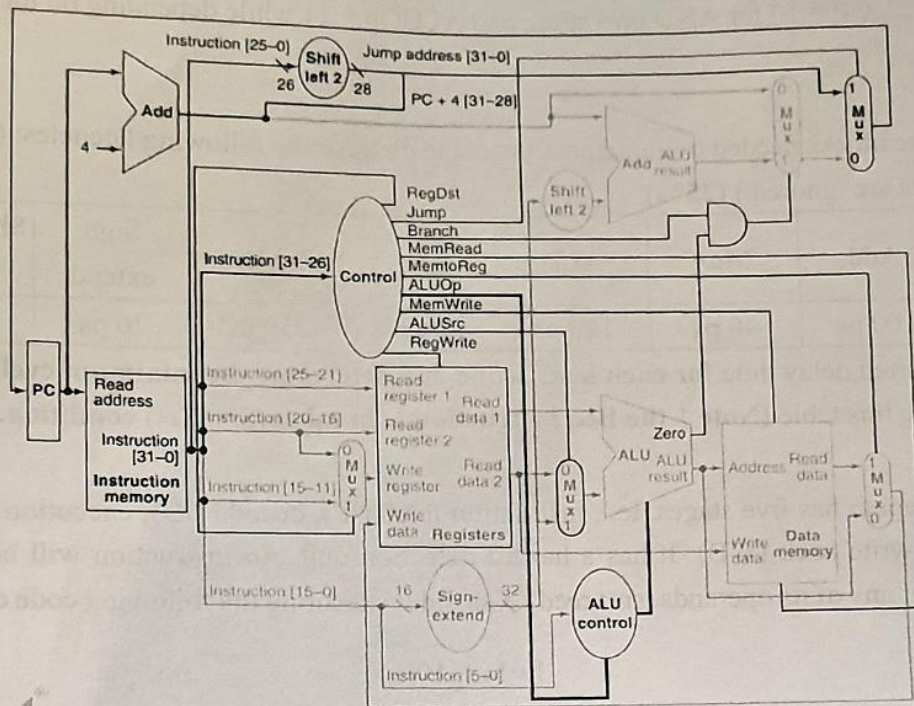 Instruction [25–0]
Shift left 2
Jump address [31–0]
26
28
PC + 4 [31–28]
Add
4
0
M
u
x
1
1
M
u
x
0
Add
ALU result
Shift left 2
RegDst
Jump
Branch
MemRead
MemtoReg
ALUOp
MemWrite
ALUSrc
RegWrite
Instruction [31–26]
Control
PC
Read address
Instruction [31–0]
Instruction memory
Instruction [25–21]
Instruction [20–16]
Instruction [15–11]
0
M
u
x
1
Read register 1
Read register 2
Write register
Write data
Read data 1
Read data 2
Registers
0
M
u
x
1
Zero
ALU
ALU result
Address
Read data
Write data
Data memory
1
M
u
x
0
Instruction [15–0]
16
Sign-extend
32
ALU control
Instruction [5–0]